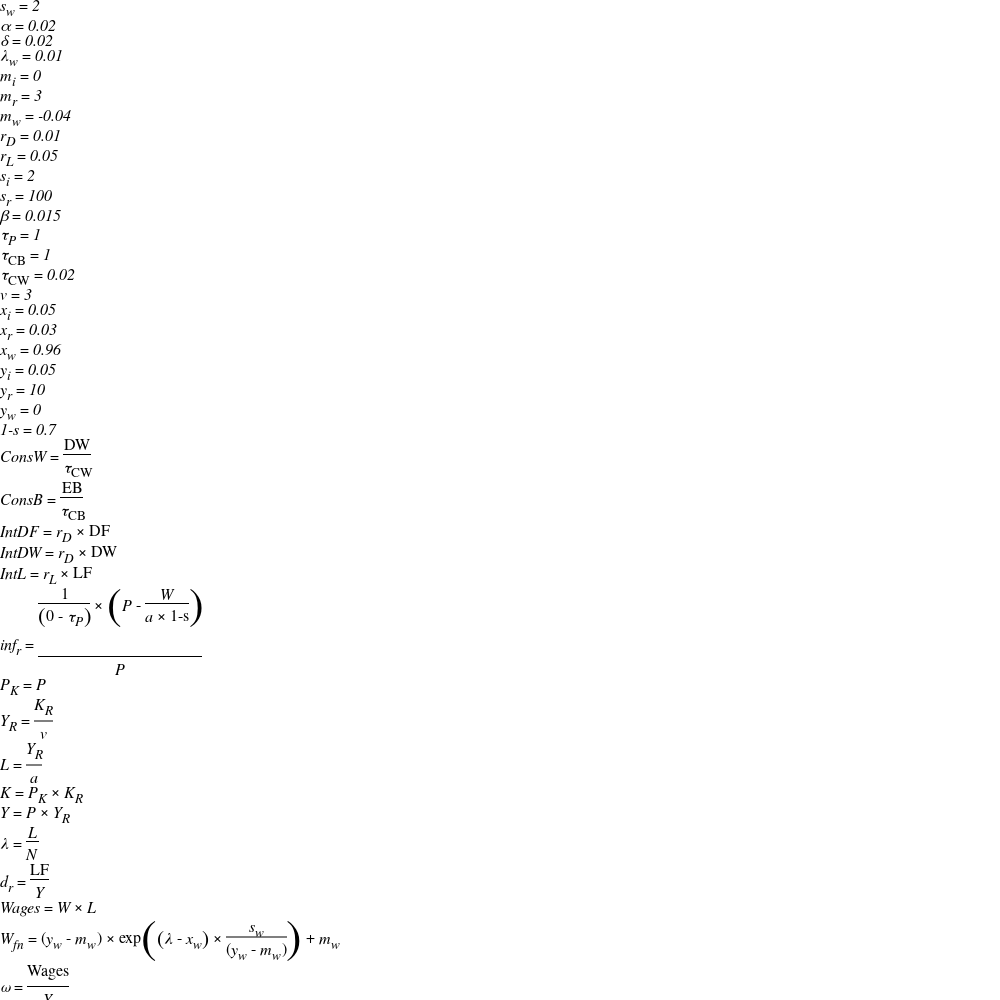 s_w = 2
α = 0.02
δ = 0.02
λ_w = 0.01
m_i = 0
m_r = 3
m_w = -0.04
r_D = 0.01
r_L = 0.05
s_i = 2
s_r = 100
β = 0.015
τ_P = 1
τ_CB = 1
τ_CW = 0.02
v = 3
x_i = 0.05
x_r = 0.03
x_w = 0.96
y_i = 0.05
y_r = 10
y_w = 0
1-s = 0.7
ConsW = DW / τ_CW
ConsB = EB / τ_CB
IntDF = r_D × DF
IntDW = r_D × DW
IntL = r_L × LF
inf_r = 1 / (0 - τ_P) × (P - W / a × 1-s) / P
P_K = P
Y_R = K_R / v
L = Y_R / a
K = P_K × K_R
Y = P × Y_R
λ = L / N
d_r = LF / Y
Wages = W × L
W_fn = (y_w - m_w) × exp((λ - x_w) × s_w / (y_w - m_w)) + m_w
ω = Wages / Y